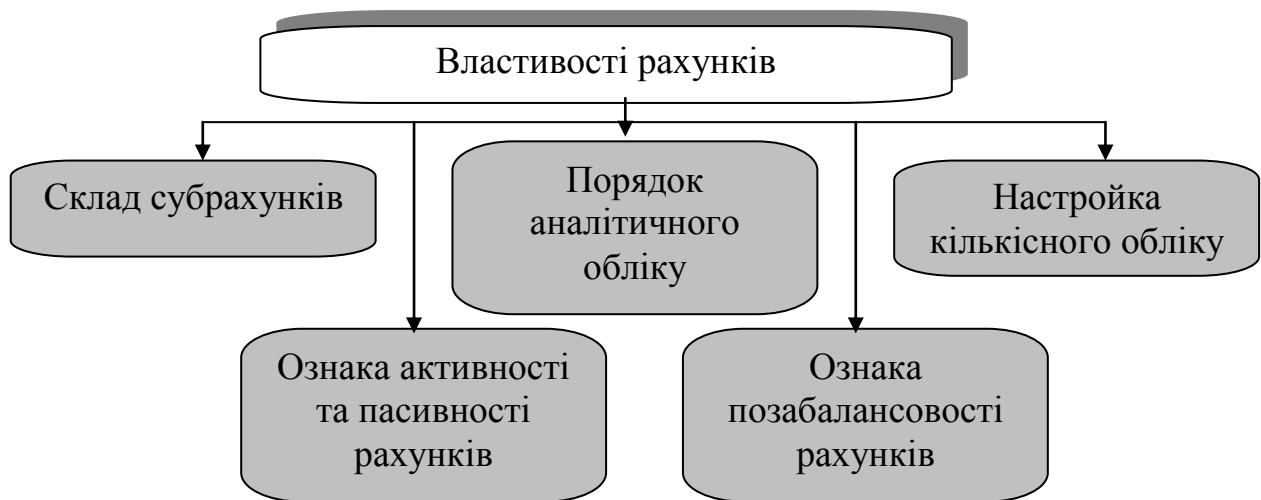 Властивості рахунків
Склад субрахунків
Порядок
аналітичного
обліку
Настройка
кількісного обліку
Ознака активності
та пасивності
рахунків
Ознака
позабалансовості
рахунків